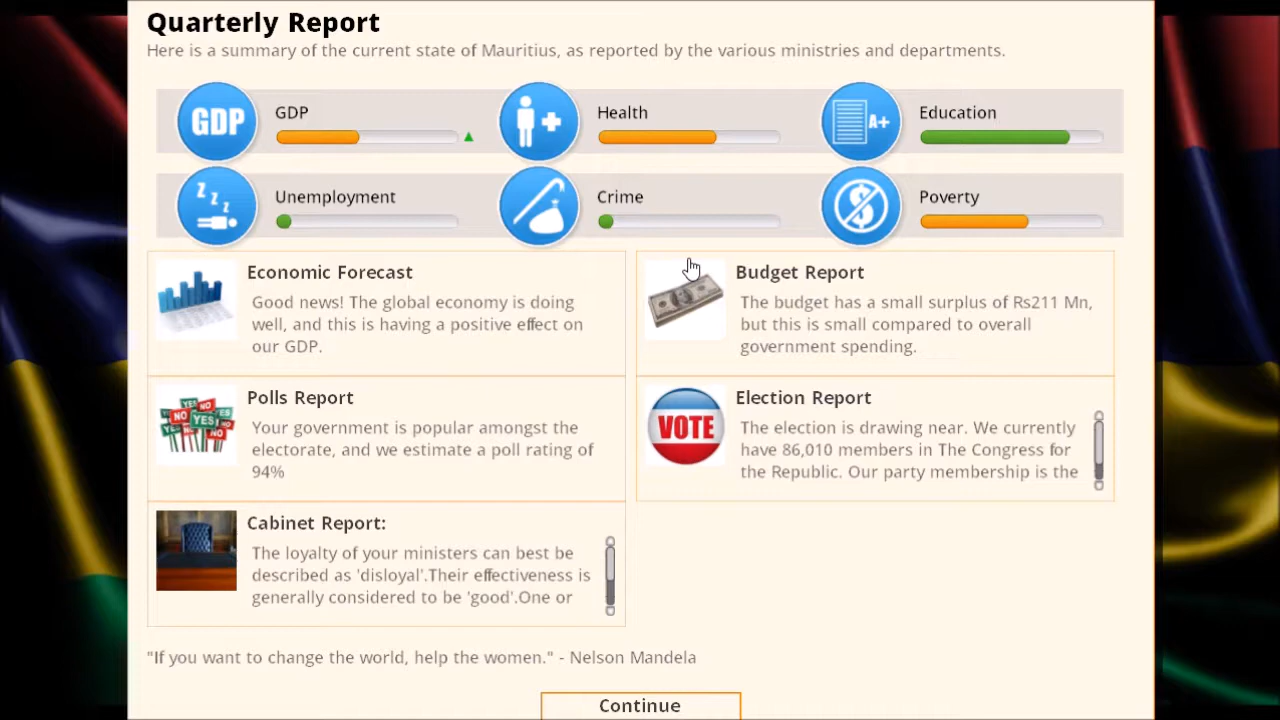 Quarterly Report
Here is a summary of the current state of Mauritius, as reported by the various ministries and departments.
GDP
GDP
Health
A+
Education
Z Z Z
Unemployment
Crime
$
Poverty
Economic Forecast
Good news! The global economy is doing
well, and this is having a positive effect on
our GDP.
Budget Report
The budget has a small surplus of Rs211 Mn,
but this is small compared to overall
government spending.
Polls Report
YES NO YES NO YES NO
Your government is popular amongst the
electorate, and we estimate a poll rating of
94%
VOTE
Election Report
The election is drawing near. We currently
have 86,010 members in The Congress for
the Republic. Our party membership is the
Cabinet Report:
The loyalty of your ministers can best be
described as 'disloyal'.Their effectiveness is
generally considered to be 'good'.One or
"If you want to change the world, help the women." - Nelson Mandela
Continue